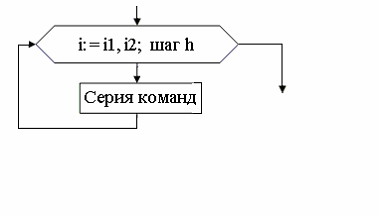 i:= i1, i2; шаг h
Серия команд